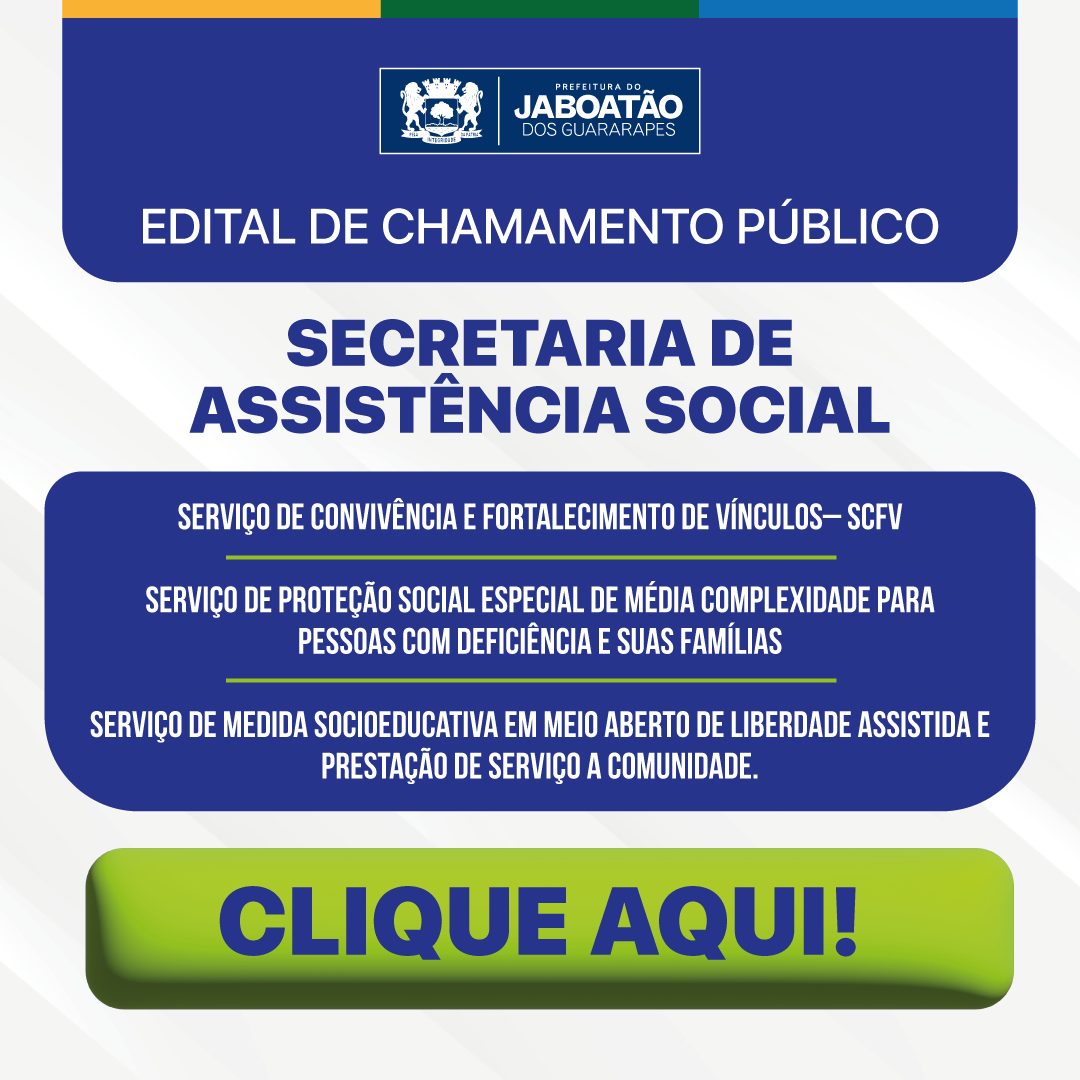 PREFEITURA DO
JABOATÃO
DOS GUARARAPES
INTEGRIDADE
EDITAL DE CHAMAMENTO PÚBLICO
SECRETARIA DE
ASSISTÊNCIA SOCIAL
SERVIÇO DE CONVIVÊNCIA E FORTALECIMENTO DE VÍNCULOS– SCFV
SERVIÇO DE PROTEÇÃO SOCIAL ESPECIAL DE MÉDIA COMPLEXIDADE PARA
PESSOAS COM DEFICIÊNCIA E SUAS FAMÍLIAS
SERVIÇO DE MEDIDA SOCIOEDUCATIVA EM MEIO ABERTO DE LIBERDADE ASSISTIDA E
PRESTAÇÃO DE SERVIÇO A COMUNIDADE.
CLIQUE AQUI!